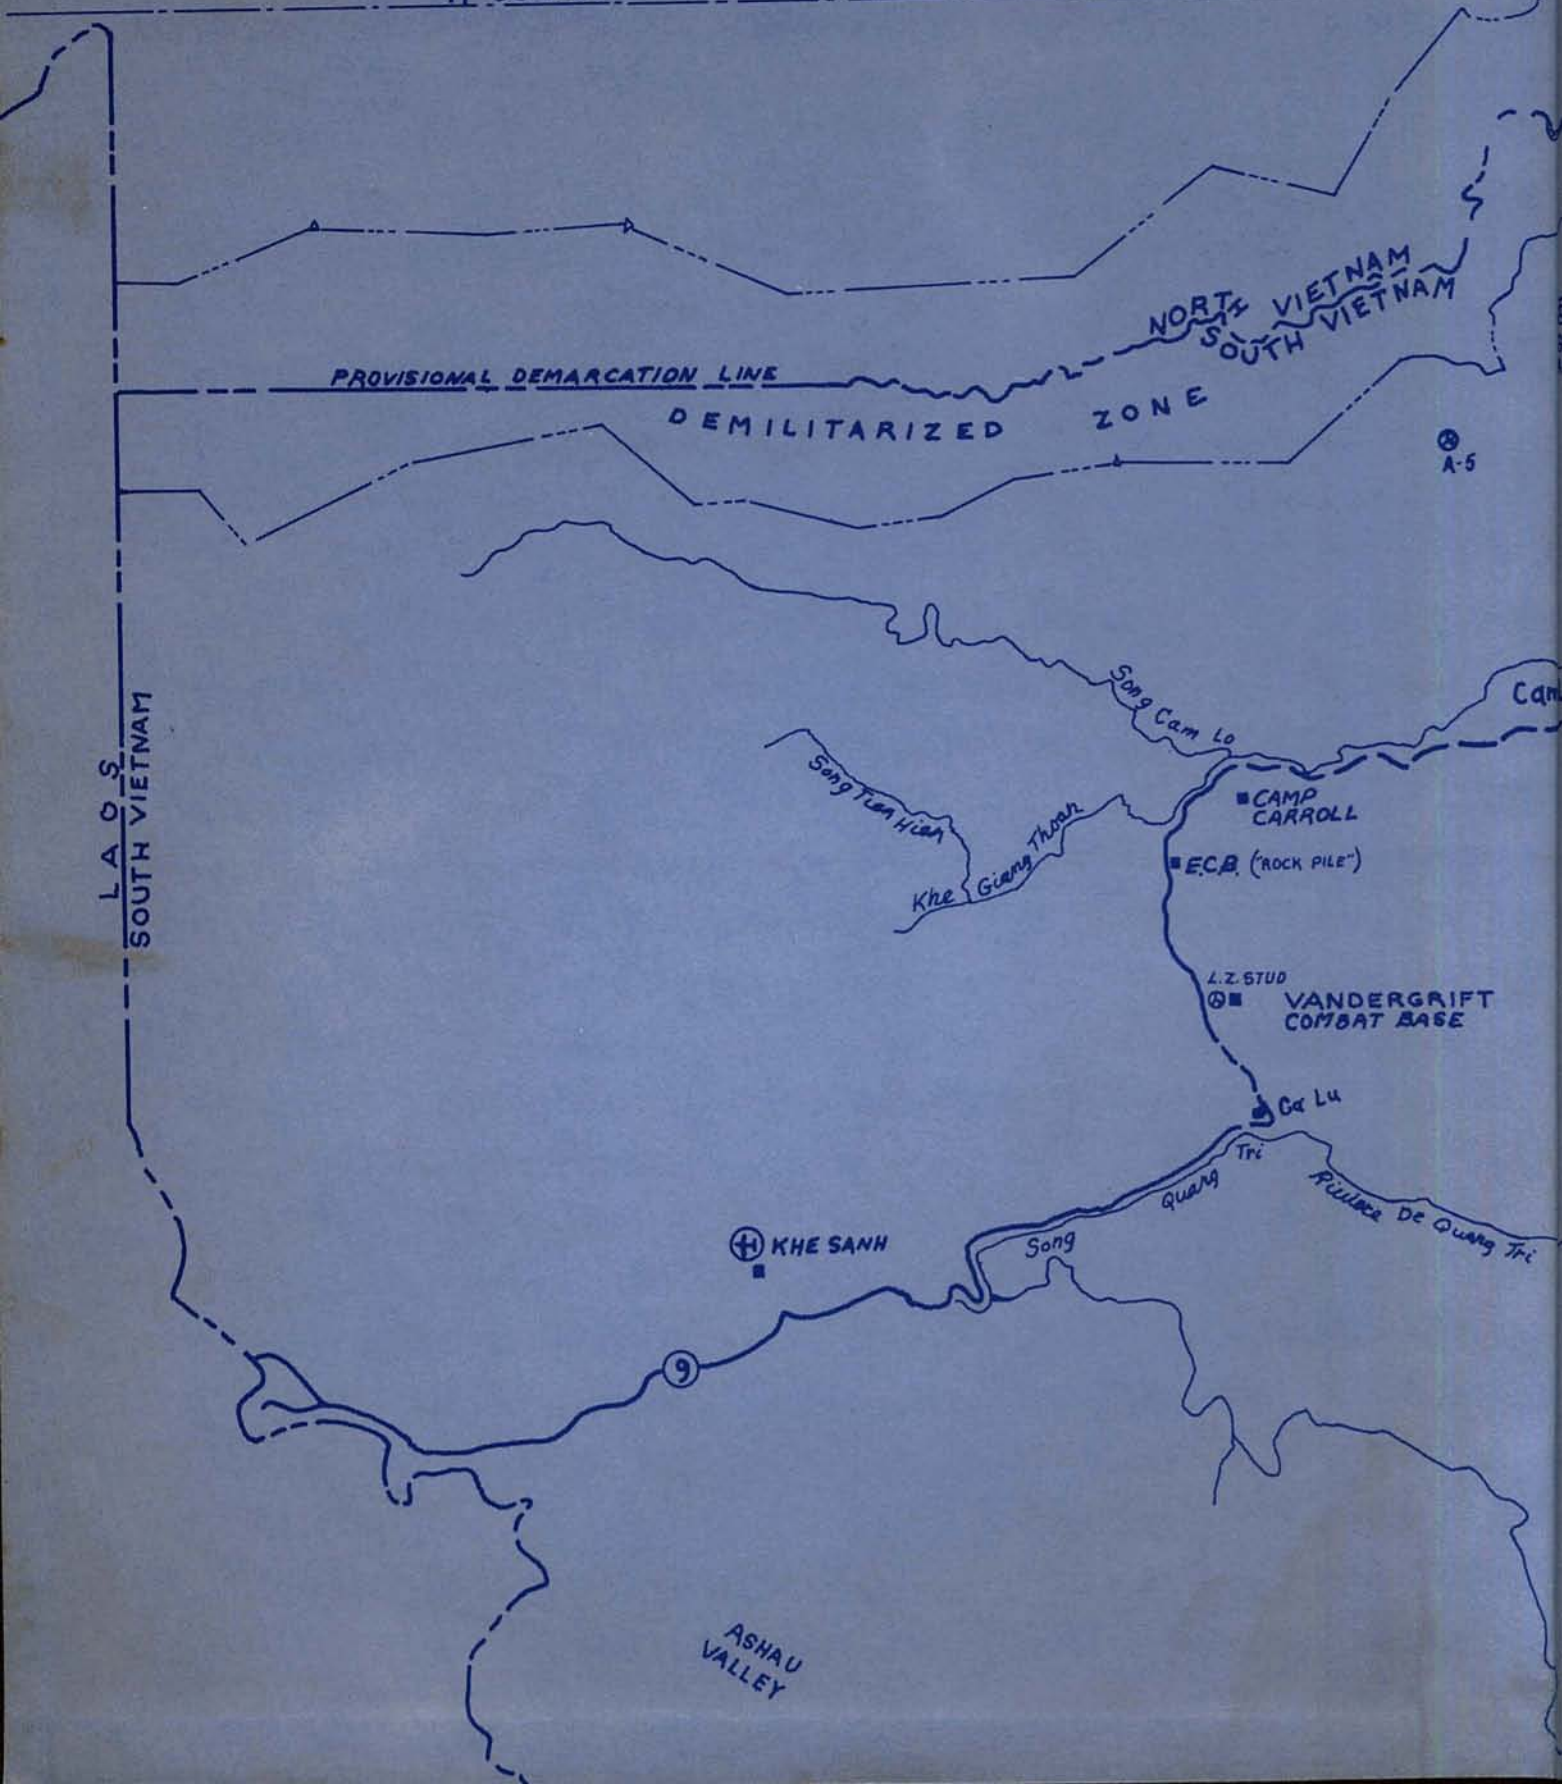 NORTH VIETNAM
SOUTH VIETNAM
PROVISIONAL DEMARCATION LINE
DEMILITARIZED ZONE
A-5
Song Cam Lo
Cam
LAOS
SOUTH VIETNAM
Song Tien Hien
Khe Giang Thoan
CAMP
CARROLL
E.C.B. ("ROCK PILE")
L.Z. STUD
VANDERGRIFT
COMBAT BASE
Ca Lu
Song Quang Tri
Riviere De Quang Tri
H KHE SANH
9
ASHAU
VALLEY